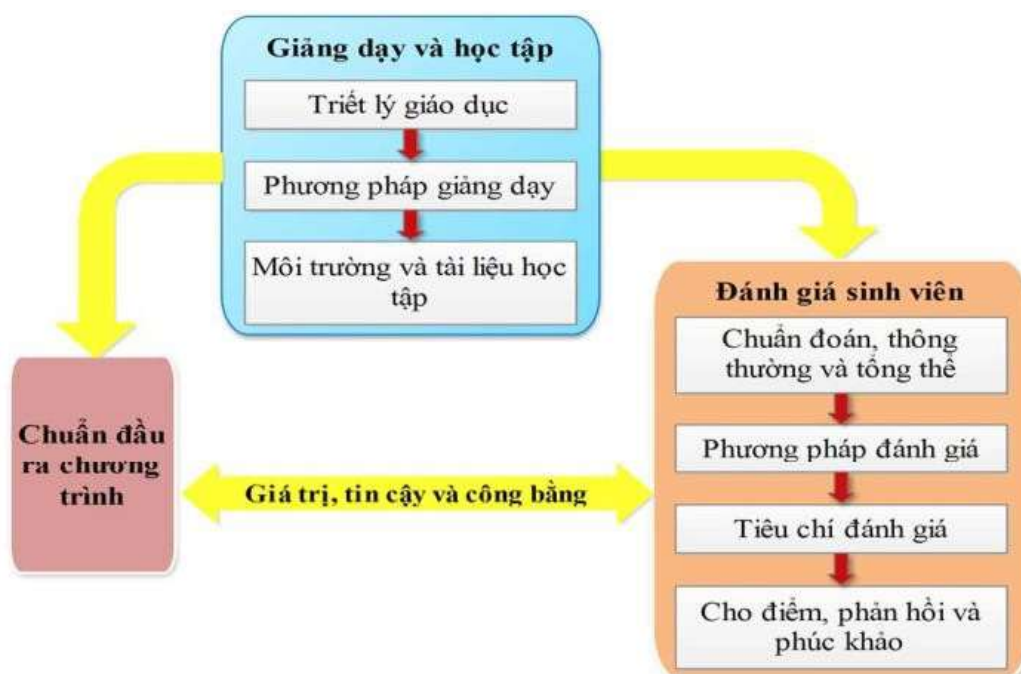 Giảng dạy và học tập
Triết lý giáo dục
Phương pháp giảng dạy
Môi trường và tài liệu học
tập
Đánh giá sinh viên
Chuẩn đoán, thông
thường và tổng thể
Phương pháp đánh giá
Tiêu chí đánh giá
Cho điểm, phản hồi và
phúc khảo
Chuẩn đầu
ra chương
trình
Giá trị, tin cậy và công bằng